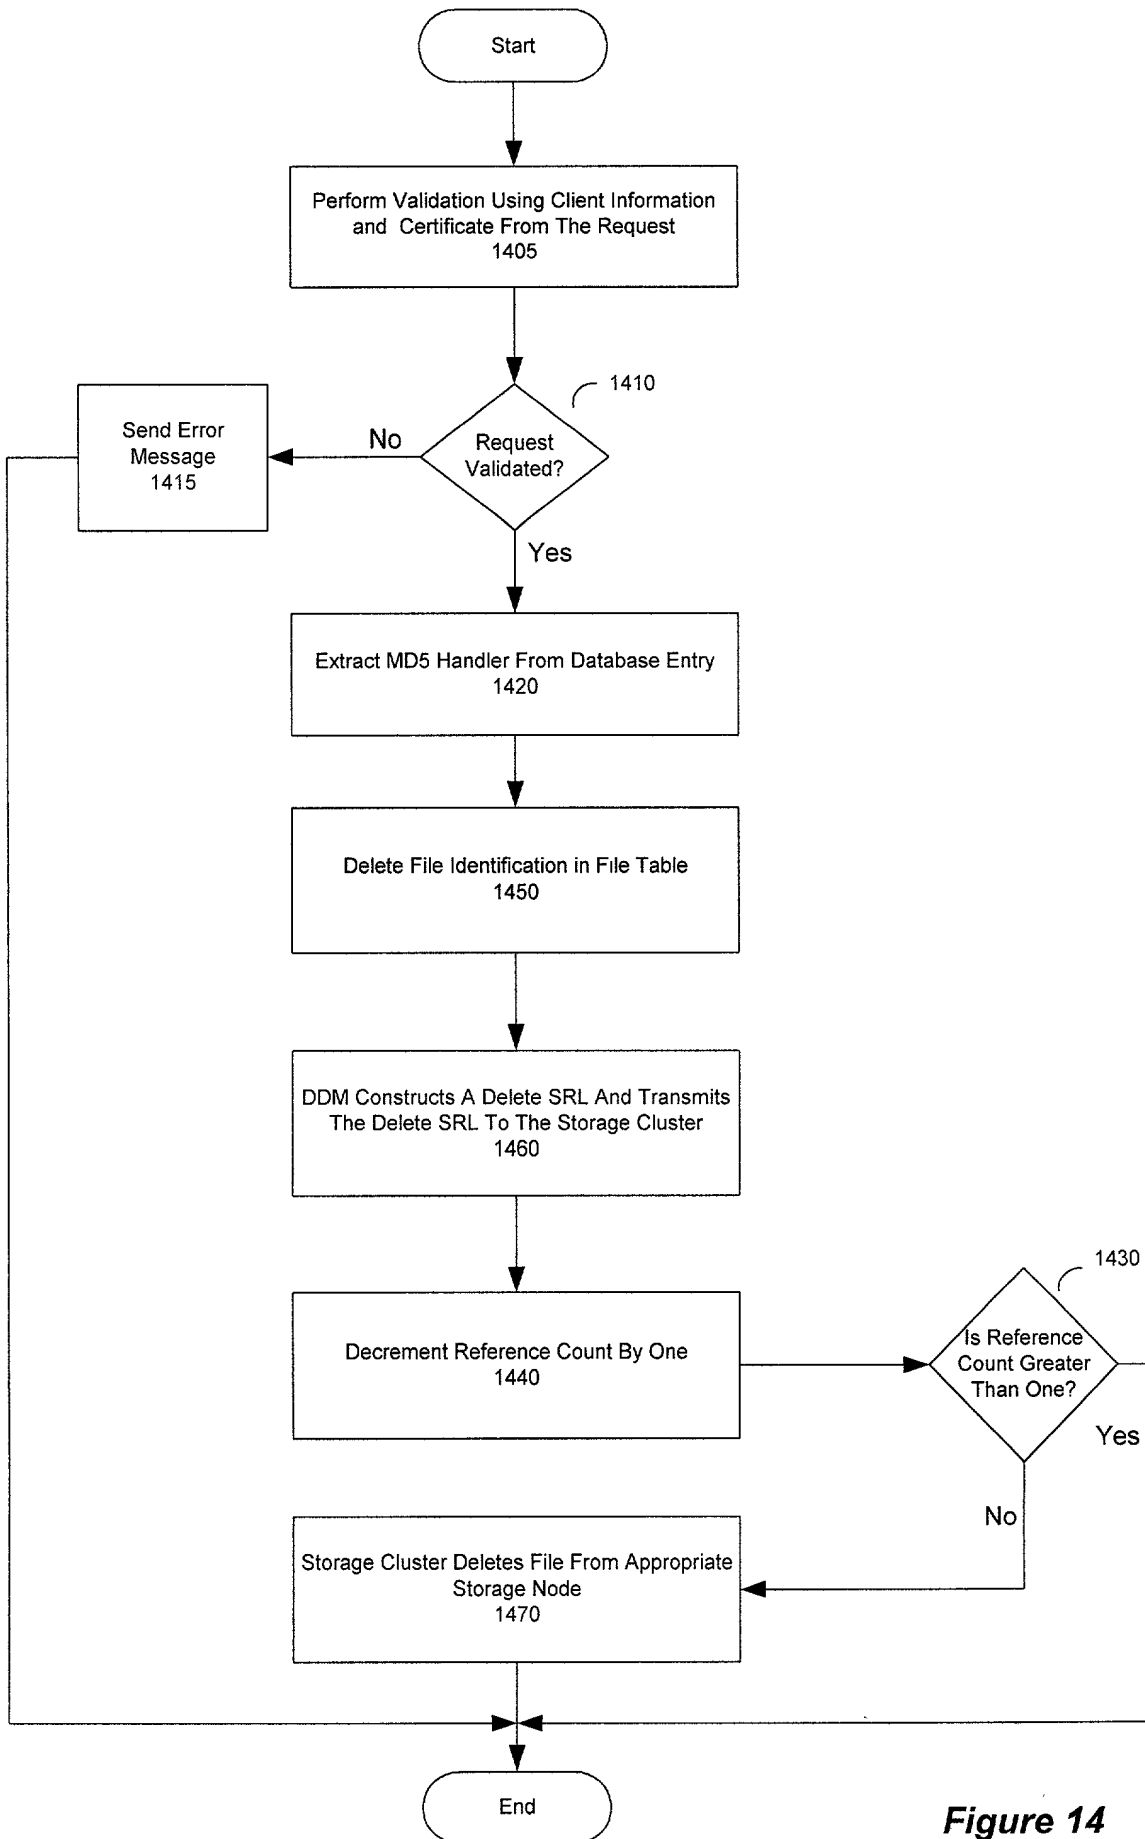 Start
Perform Validation Using Client Information
and Certificate From The Request
1405
1410
Request
Validated?
No
Send Error
Message
1415
Yes
Extract MD5 Handler From Database Entry
1420
Delete File Identification in File Table
1450
DDM Constructs A Delete SRL And Transmits
The Delete SRL To The Storage Cluster
1460
Decrement Reference Count By One
1440
1430
Is Reference
Count Greater
Than One?
Yes
No
Storage Cluster Deletes File From Appropriate
Storage Node
1470
End
Figure 14